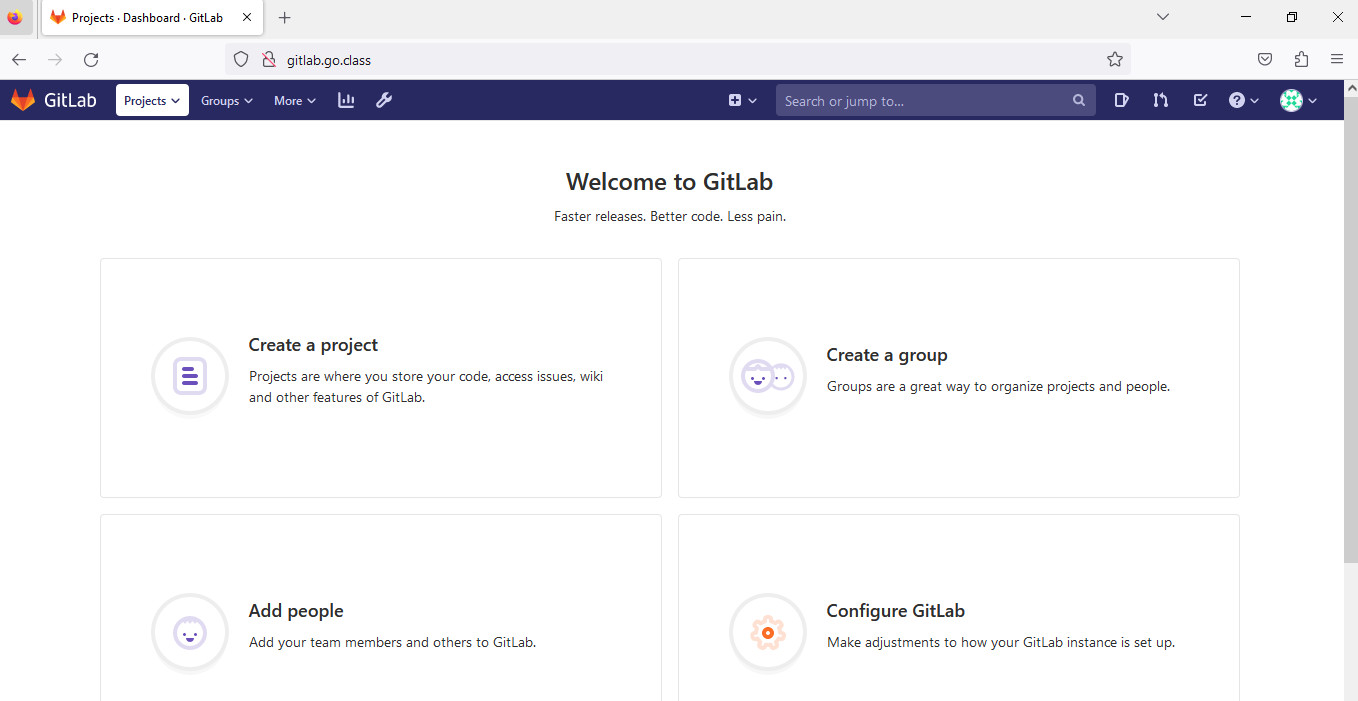 Projects · Dashboard · GitLab
gitlab.go.class
GitLab Projects Groups More Search or jump to...
Welcome to GitLab
Faster releases. Better code. Less pain.
Create a project
Projects are where you store your code, access issues, wiki
and other features of GitLab.
Create a group
Groups are a great way to organize projects and people.
Add people
Add your team members and others to GitLab.
Configure GitLab
Make adjustments to how your GitLab instance is set up.